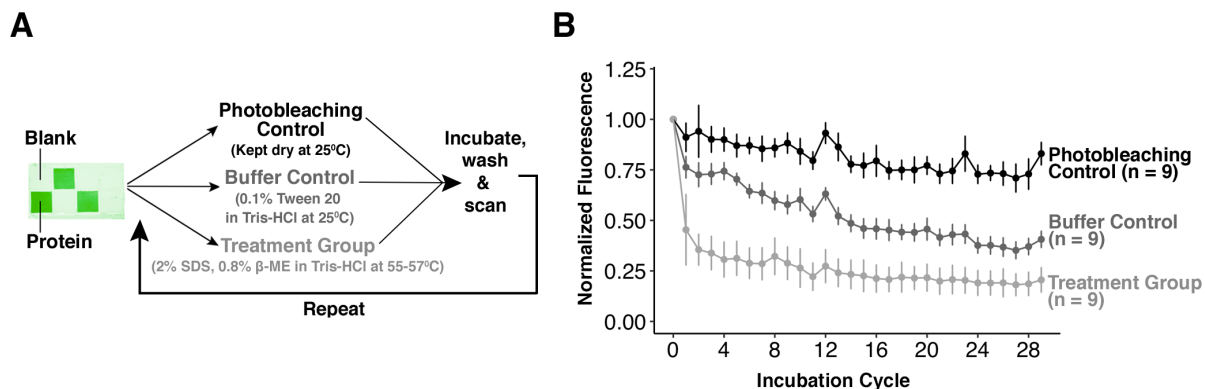 A
Blank
Protein
Photobleaching
Control
(Kept dry at 25⁰C)
Buffer Control
(0.1% Tween 20
in Tris-HCl at 25⁰C)
Treatment Group
(2% SDS, 0.8% β-ME in Tris-HCl at 55-57⁰C)
Incubate,
wash
&
scan
Repeat
B
Normalized Fluorescence
1.25
1.00
0.75
0.50
0.25
0.00
0 4 8 12 16 20 24 28
Incubation Cycle
Photobleaching
Control (n = 9)
Buffer Control
(n = 9)
Treatment Group
(n = 9)